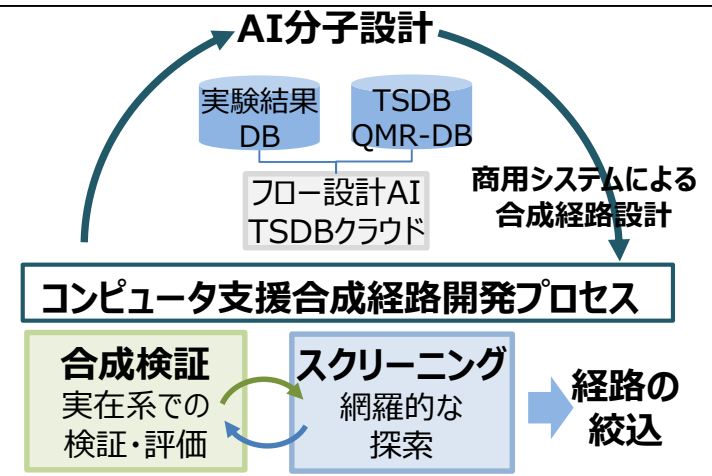 AI分子設計
実験結果
DB
TSDB
QMR-DB
フロー設計AI
TSDBクラウド
商用システムによる
合成経路設計
コンピュータ支援合成経路開発プロセス
合成検証
実在系での
検証・評価
スクリーニング
網羅的な
探索
経路の
絞込